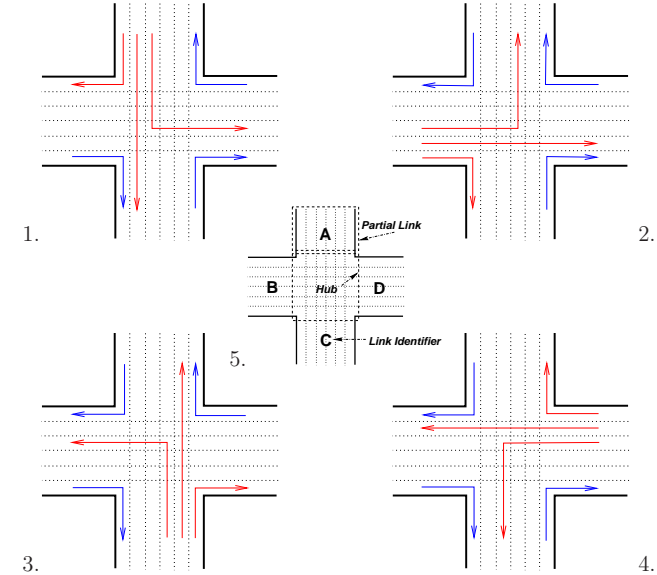 1.
2.
A
Partial Link
B
Hub
D
C
Link Identifier
5.
3.
4.